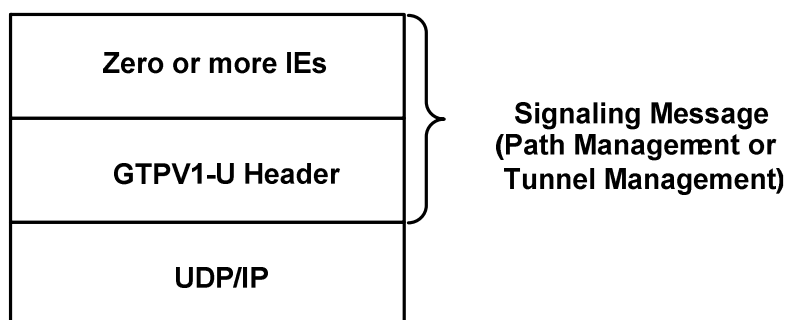 Zero or more IEs
GTPV1-U Header
UDP/IP
Signaling Message
(Path Management or
Tunnel Management)